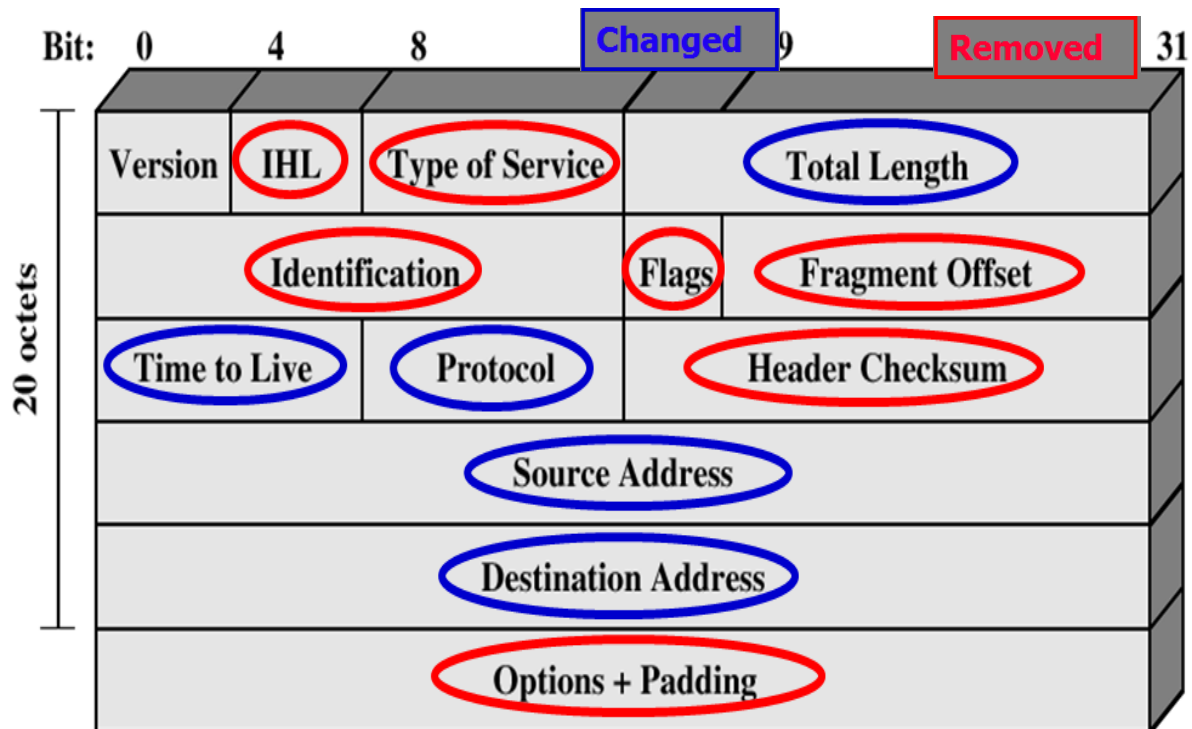 Bit: 0 4 8 Changed 9 Removed 31
Version IHL Type of Service Total Length
Identification Flags Fragment Offset
20 octets
Time to Live Protocol Header Checksum
Source Address
Destination Address
Options + Padding